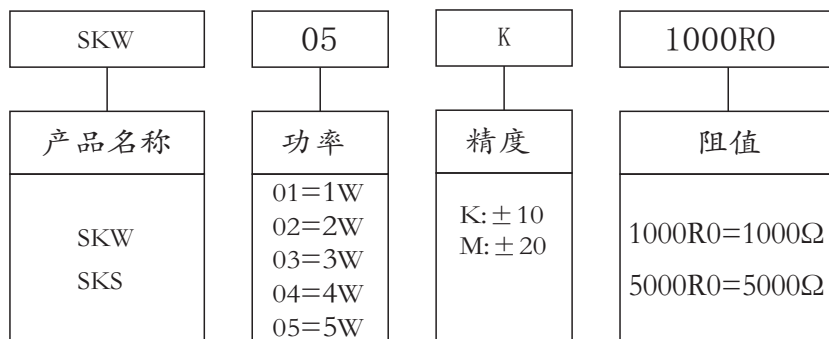 SKW 05 K 1000R0
产品名称 功率 精度 阻值
SKW
SKS
01=1W
02=2W
03=3W
04=4W
05=5W
K:±10
M:±20
1000R0=1000Ω
5000R0=5000Ω